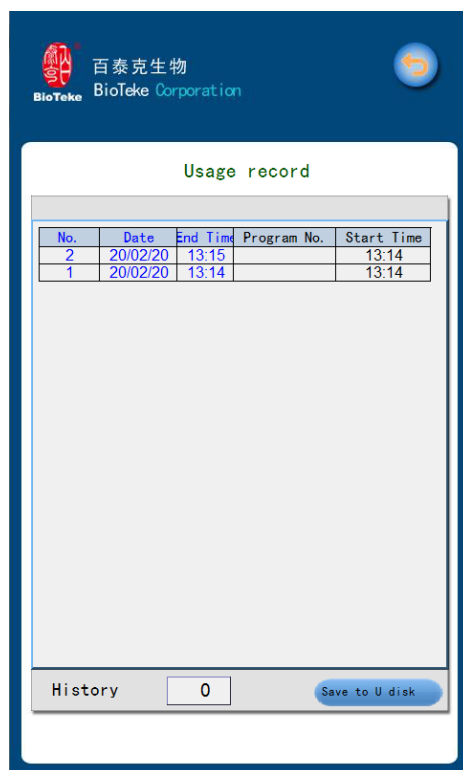 百泰克生物
BioTeke BioTeke Corporation
Usage record
No. Date End Time Program No. Start Time
2 20/02/20 13:15 13:14
1 20/02/20 13:14 13:14
History 0 Save to U disk